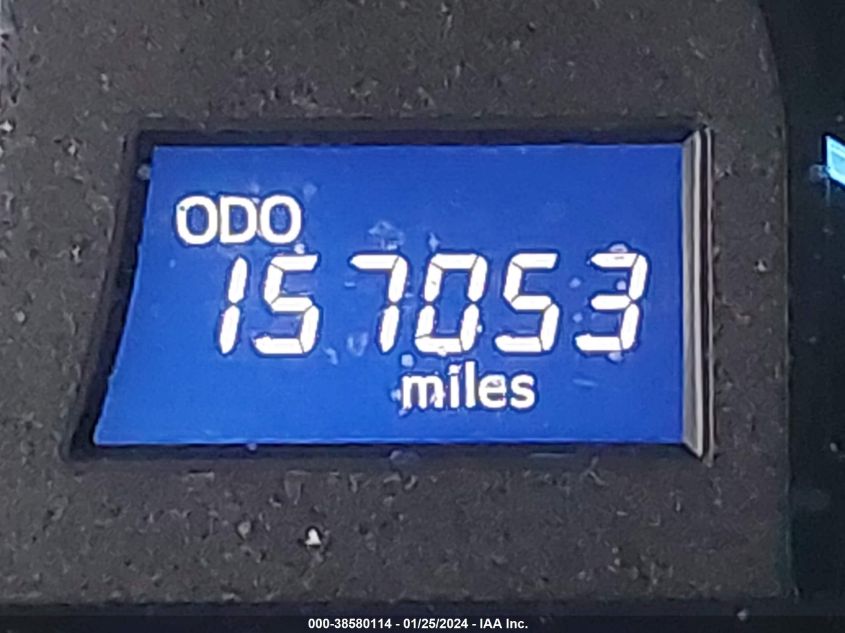 ODO
157053
miles
000-38580114 - 01/25/2024 - IAA Inc.